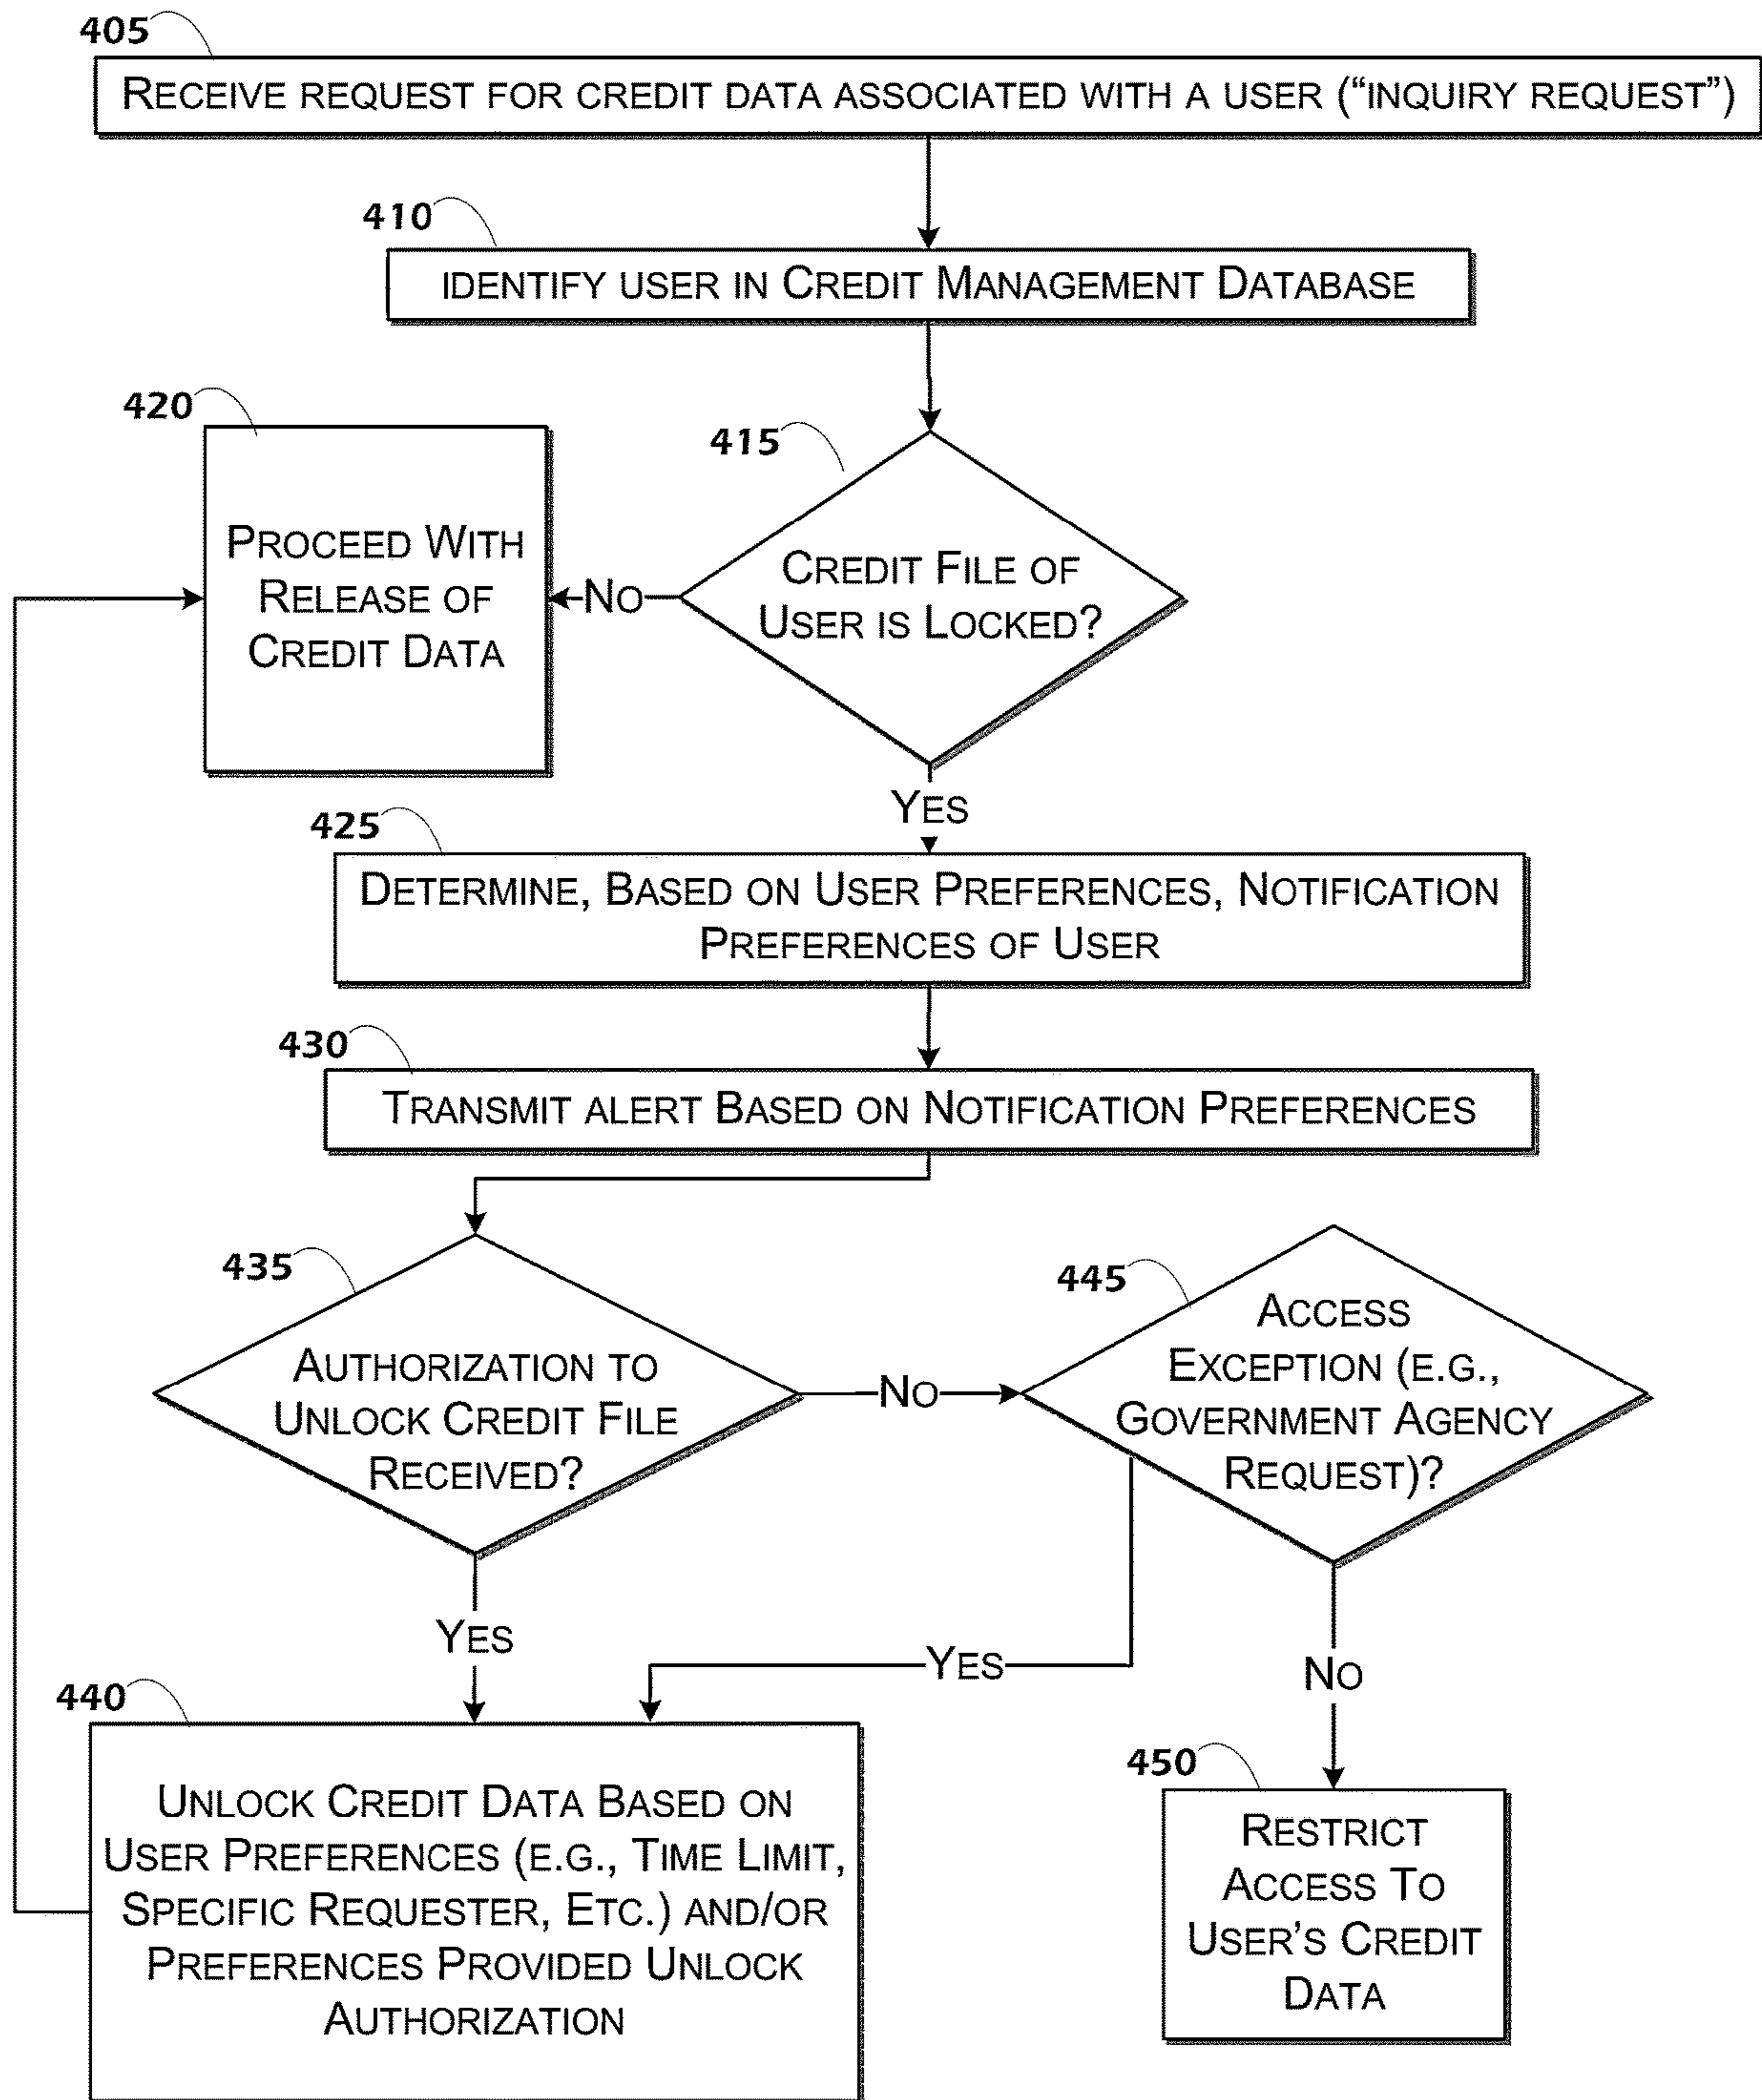 405
RECEIVE REQUEST FOR CREDIT DATA ASSOCIATED WITH A USER (“INQUIRY REQUEST”)
410
IDENTIFY USER IN CREDIT MANAGEMENT DATABASE
420
PROCEED WITH
RELEASE OF
CREDIT DATA
415
CREDIT FILE OF
USER IS LOCKED?
NO
YES
425
DETERMINE, BASED ON USER PREFERENCES, NOTIFICATION
PREFERENCES OF USER
430
TRANSMIT ALERT BASED ON NOTIFICATION PREFERENCES
435
AUTHORIZATION TO
UNLOCK CREDIT FILE
RECEIVED?
NO
445
ACCESS
EXCEPTION (E.G.,
GOVERNMENT AGENCY
REQUEST)?
YES
YES
NO
440
UNLOCK CREDIT DATA BASED ON
USER PREFERENCES (E.G., TIME LIMIT,
SPECIFIC REQUESTER, ETC.) AND/OR
PREFERENCES PROVIDED UNLOCK
AUTHORIZATION
450
RESTRICT
ACCESS TO
USER'S CREDIT
DATA